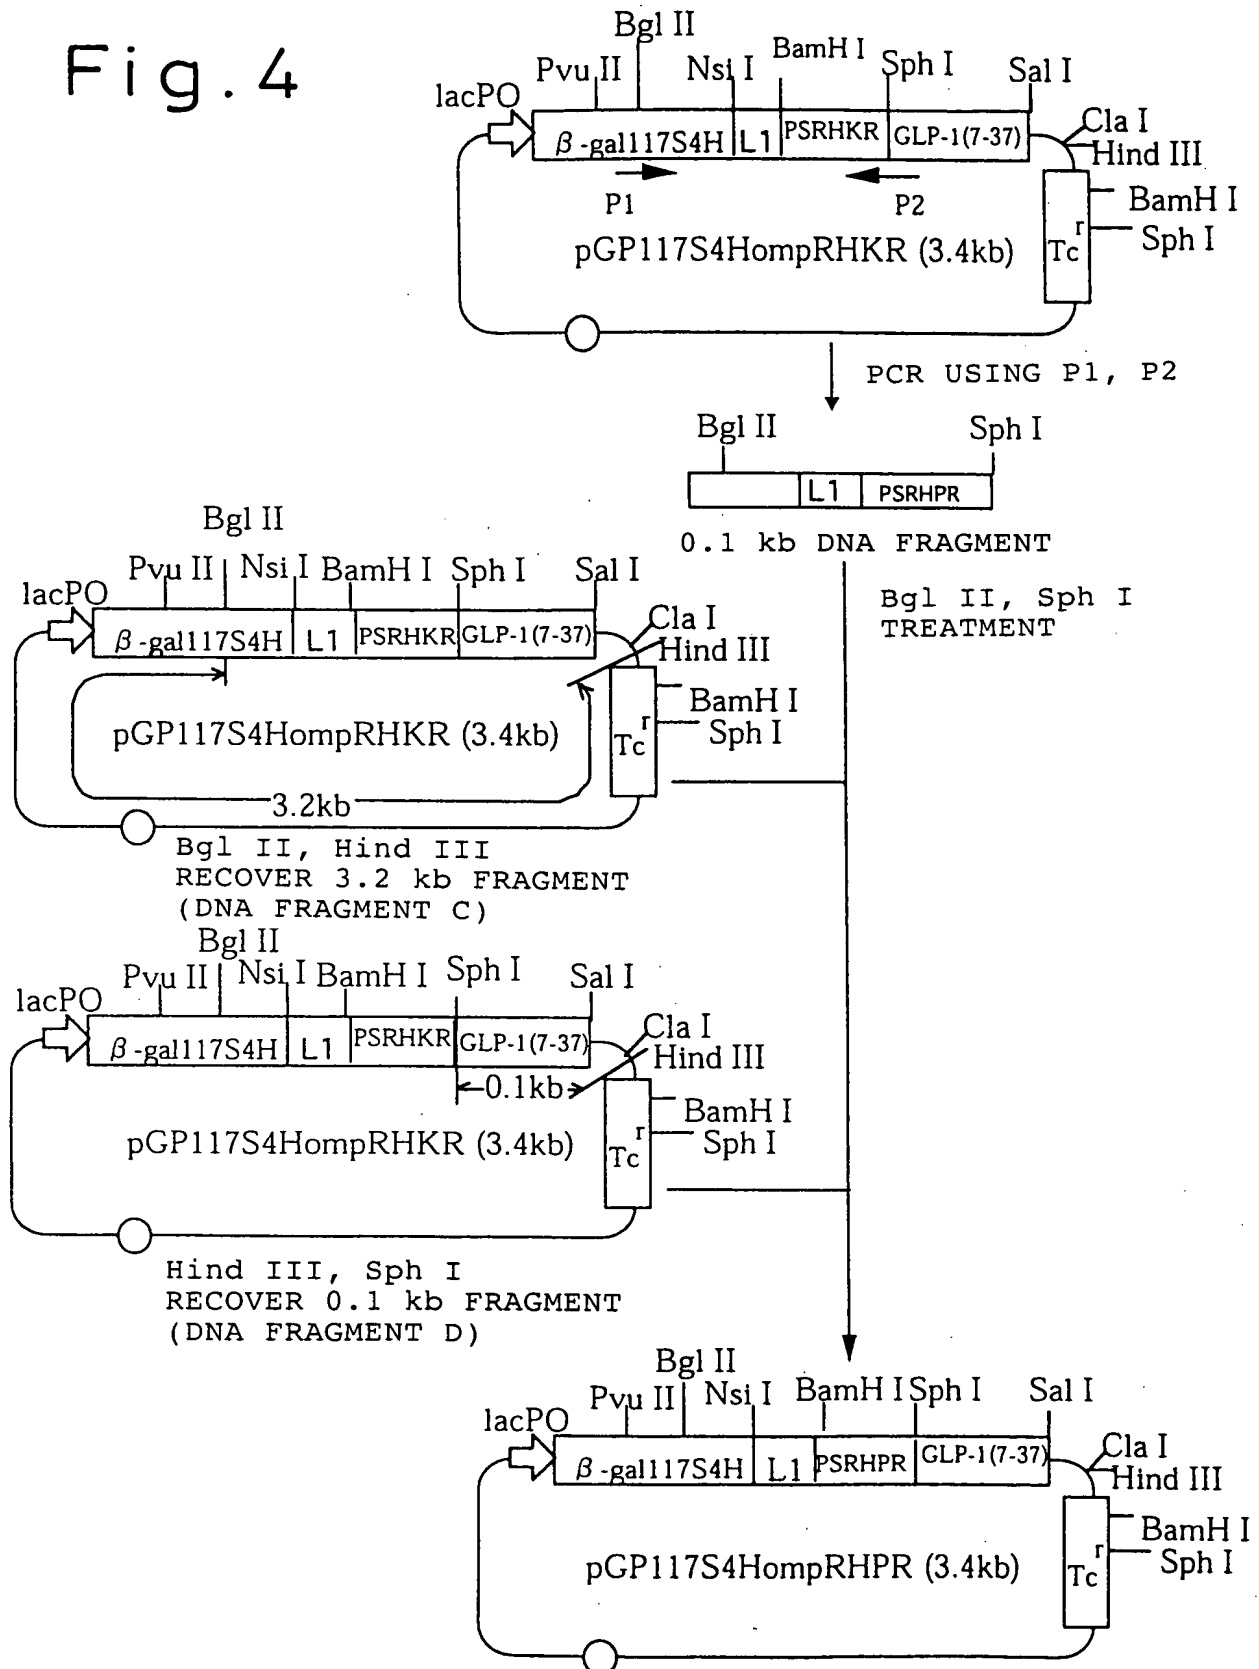 Fig. 4
Bgl II
Pvu II
Nsi I
BamH I
Sph I
Sal I
lacPO
Cla I
Hind III
β-gal117S4H
L1
PSRHKR
GLP-1(7-37)
P1
P2
BamH I
Sph I
Tc r
pGP117S4HompRHKR (3.4kb)
PCR USING P1, P2
Bgl II
Sph I
L1
PSRHPR
0.1 kb DNA FRAGMENT
Bgl II, Sph I
TREATMENT
Bgl II
Pvu II
Nsi I
BamH I
Sph I
Sal I
lacPO
Cla I
Hind III
β-gal117S4H
L1
PSRHKR
GLP-1(7-37)
BamH I
Sph I
Tc r
pGP117S4HompRHKR (3.4kb)
3.2kb
Bgl II, Hind III
RECOVER 3.2 kb FRAGMENT
(DNA FRAGMENT C)
Bgl II
Pvu II
Nsi I
BamH I
Sph I
Sal I
lacPO
Cla I
Hind III
β-gal117S4H
L1
PSRHKR
GLP-1(7-37)
0.1kb
BamH I
Sph I
Tc r
pGP117S4HompRHKR (3.4kb)
Hind III, Sph I
RECOVER 0.1 kb FRAGMENT
(DNA FRAGMENT D)
Bgl II
Pvu II
Nsi I
BamH I
Sph I
Sal I
lacPO
Cla I
Hind III
β-gal117S4H
L1
PSRHPR
GLP-1(7-37)
BamH I
Sph I
Tc r
pGP117S4HompRHPR (3.4kb)